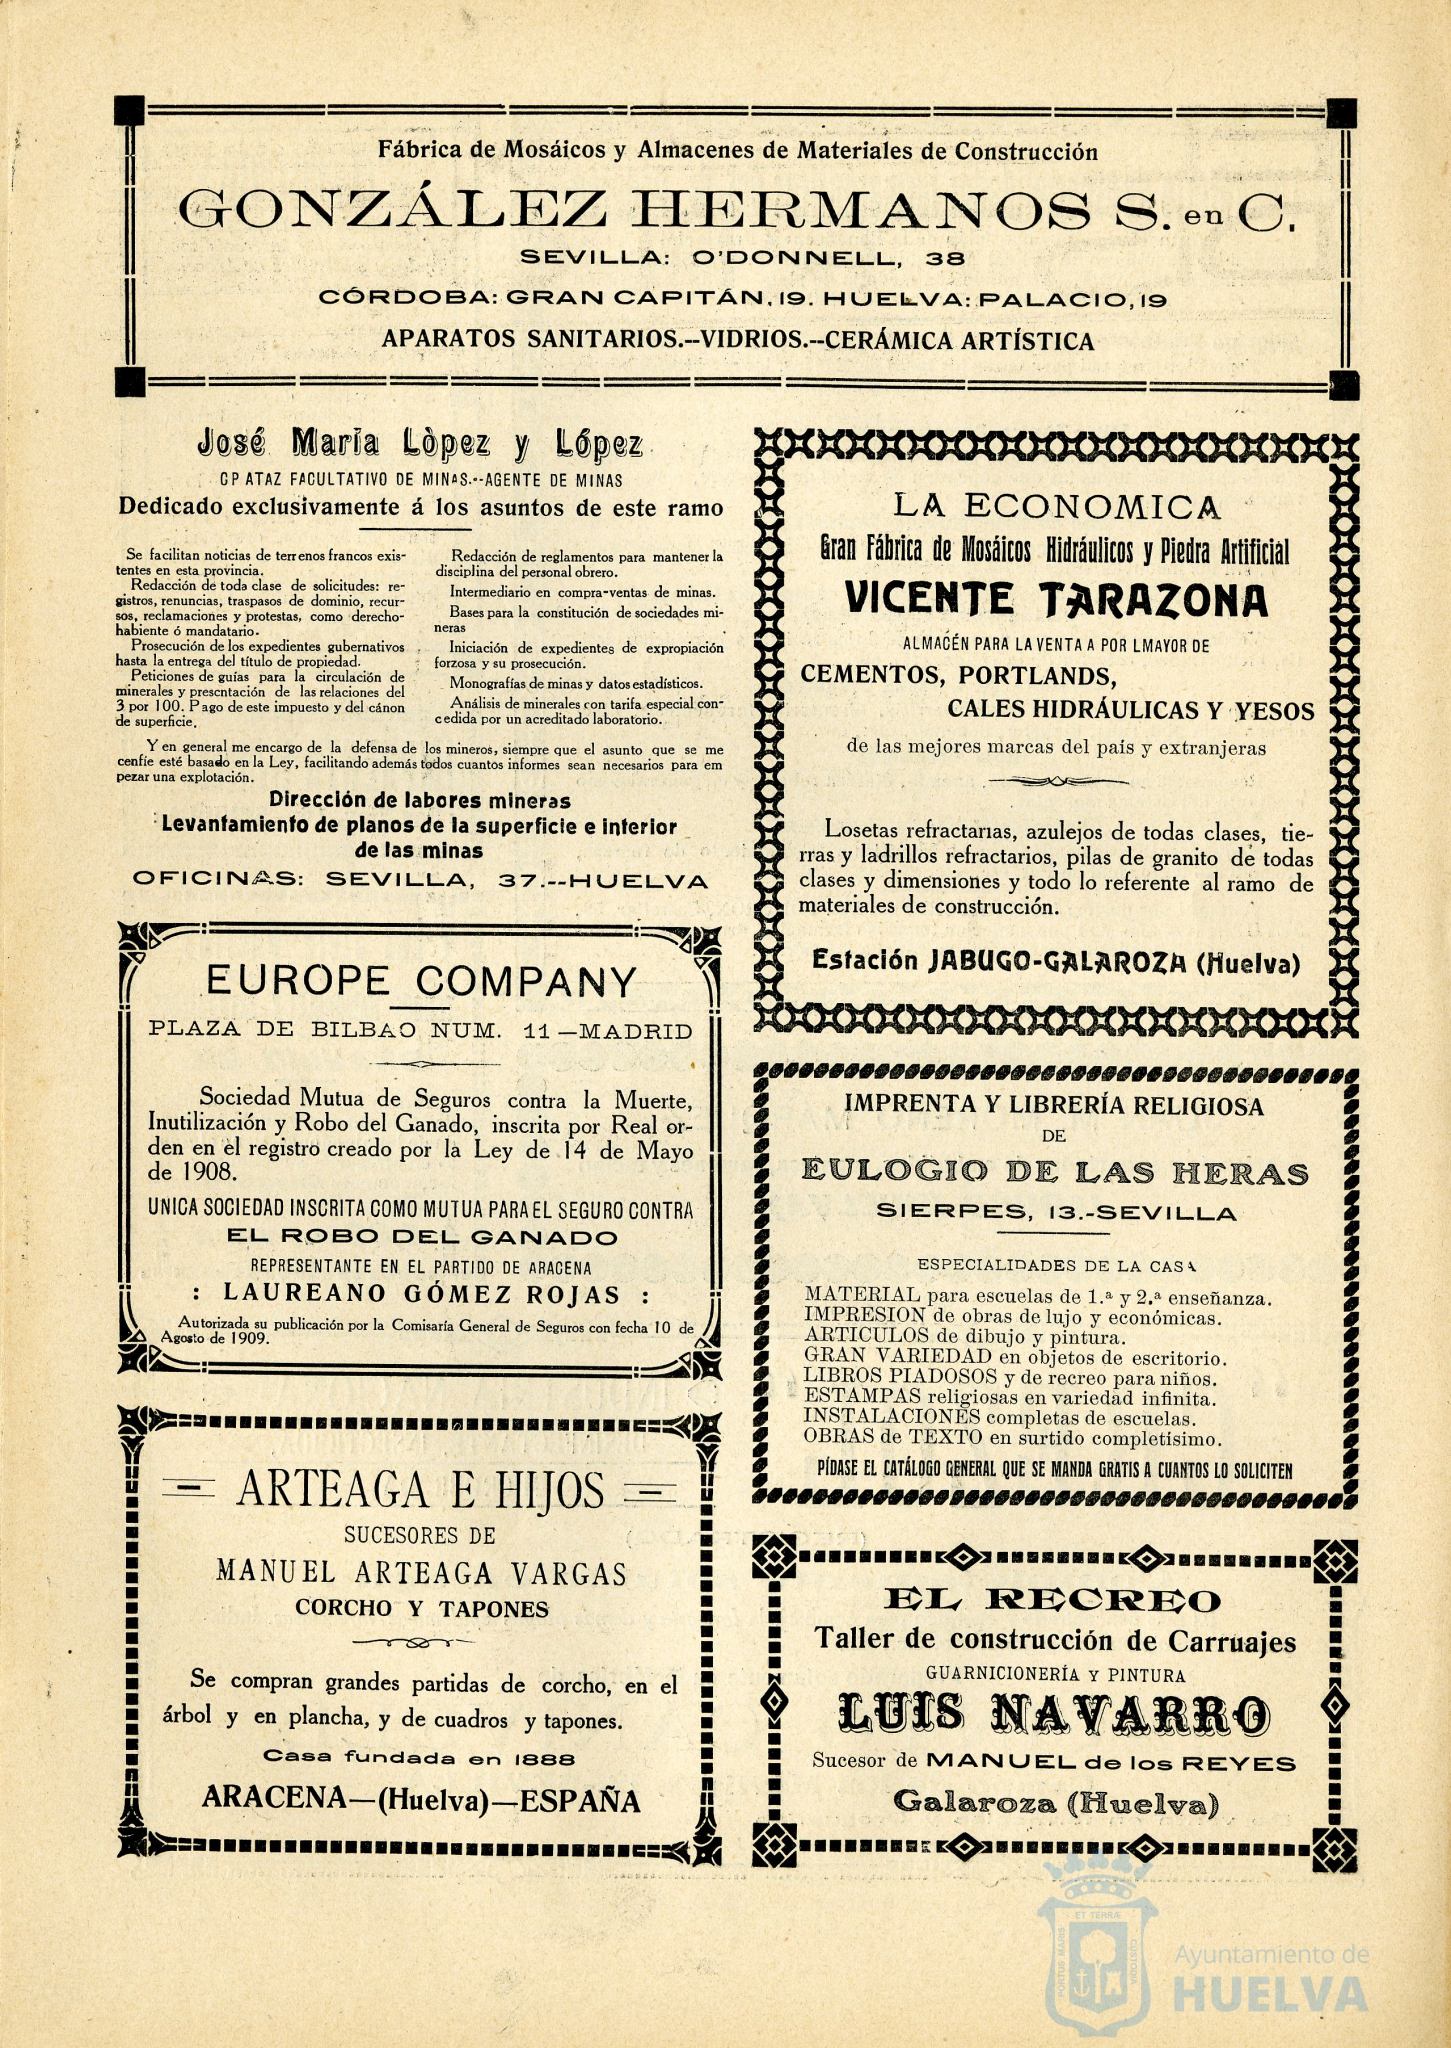 Fábrica de Mosáicos y Almacenes de Materiales de Construcción
GONZÁLEZ HERMANOS S. en C.
SEVILLA: O'DONNELL, 38
CÓRDOBA: GRAN CAPITÁN, 19. HUELVA: PALACIO, 19
APARATOS SANITARIOS.--VIDRIOS.--CERÁMICA ARTÍSTICA
José María Lòpez y López
CP ATAZ FACULTATIVO DE MINAS.--AGENTE DE MINAS
Dedicado exclusivamente á los asuntos de este ramo
Se facilitan noticias de terrenos francos exis-
tentes en esta provincia.
Redacción de toda clase de solicitudes: re-
gistros, renuncias, traspasos de dominio, recur-
sos, reclamaciones y protestas, como derecho-
habiente ó mandatario.
Prosecución de los expedientes gubernativos
hasta la entrega del título de propiedad.
Peticiones de guías para la circulación de
minerales y presentación de las relaciones del
3 por 100. Pago de este impuesto y del cánon
de superficie.
Redacción de reglamentos para mantener la
disciplina del personal obrero.
Intermediario en compra-ventas de minas.
Bases para la constitución de sociedades mi-
neras
Iniciación de expedientes de expropiación
forzosa y su prosecución.
Monografías de minas y datos estadísticos.
Análisis de minerales con tarifa especial con-
cedida por un acreditado laboratorio.
Y en general me encargo de la defensa de los mineros, siempre que el asunto que se me
cenfíe esté basado en la Ley, facilitando además todos cuantos informes sean necesarios para em
pezar una explotación.
Dirección de labores mineras
Levantamiento de planos de la superficie e interior
de las minas
OFICINAS: SEVILLA, 37.--HUELVA
EUROPE COMPANY
PLAZA DE BILBAO NUM. 11—MADRID
Sociedad Mutua de Seguros contra la Muerte,
Inutilización y Robo del Ganado, inscrita por Real or-
den en el registro creado por la Ley de 14 de Mayo
de 1908.
UNICA SOCIEDAD INSCRITA COMO MUTUA PARA EL SEGURO CONTRA
EL ROBO DEL GANADO
REPRESENTANTE EN EL PARTIDO DE ARACENA
: LAUREANO GÓMEZ ROJAS :
Autorizada su publicación por la Comisaría General de Seguros con fecha 10 de
Agosto de 1909.
ARTEAGA E HIJOS
SUCESORES DE
MANUEL ARTEAGA VARGAS
CORCHO Y TAPONES
Se compran grandes partidas de corcho, en el
árbol y en plancha, y de cuadros y tapones.
Casa fundada en 1888
ARACENA—(Huelva)—ESPAÑA
LA ECONOMICA
Gran Fábrica de Mosáicos Hidráulicos y Piedra Artificial
VICENTE TARAZONA
ALMACÉN PARA LA VENTA A POR LMAYOR DE
CEMENTOS, PORTLANDS,
CALES HIDRÁULICAS Y YESOS
de las mejores marcas del país y extranjeras
Losetas refractarias, azulejos de todas clases, tie-
rras y ladrillos refractarios, pilas de granito de todas
clases y dimensiones y todo lo referente al ramo de
materiales de construcción.
Estación JABUGO-GALAROZA (Huelva)
IMPRENTA Y LIBRERÍA RELIGIOSA
DE
EULOGIO DE LAS HERAS
SIERPES, 13.-SEVILLA
ESPECIALIDADES DE LA CASA
MATERIAL para escuelas de 1.ª y 2.ª enseñanza.
IMPRESION de obras de lujo y económicas.
ARTICULOS de dibujo y pintura.
GRAN VARIEDAD en objetos de escritorio.
LIBROS PIADOSOS y de recreo para niños.
ESTAMPAS religiosas en variedad infinita.
INSTALACIONES completas de escuelas.
OBRAS de TEXTO en surtido completísimo.
PÍDASE EL CATÁLOGO GENERAL QUE SE MANDA GRATIS A CUANTOS LO SOLICITEN
EL RECREO
Taller de construcción de Carruajes
GUARNICIONERÍA Y PINTURA
LUIS NAVARRO
Sucesor de MANUEL de los REYES
Galaroza (Huelva)
ET TERRÆ
PORTUS MARIS
CUSTODIA
Ayuntamiento de
HUELVA